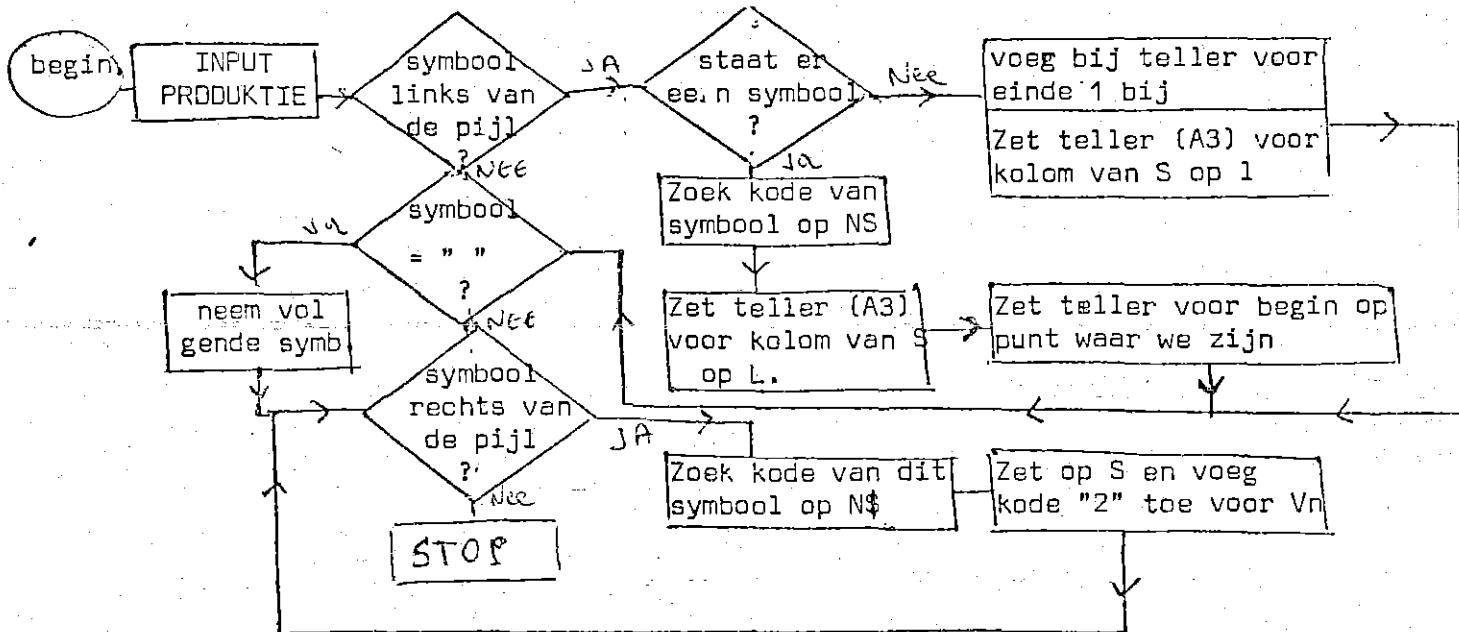 begin
INPUT
PRODUKTIE
symbool
links van
de pijl
?
JA
NEE
staat er
een symbool
?
Nee
Ja
voeg bij teller voor
einde 1 bij
Zet teller (A3) voor
kolom van S op 1
Zoek kode van
symbool op NS
Zet teller (A3)
voor kolom van S
op L.
Zet teller voor begin op
punt waar we zijn
symbool
= " "
?
Ja
NEE
neem vol
gende symb
symbool
rechts van
de pijl
?
JA
Nee
Zoek kode van dit
symbool op N$
Zet op S en voeg
kode "2" toe voor Vn
STOP